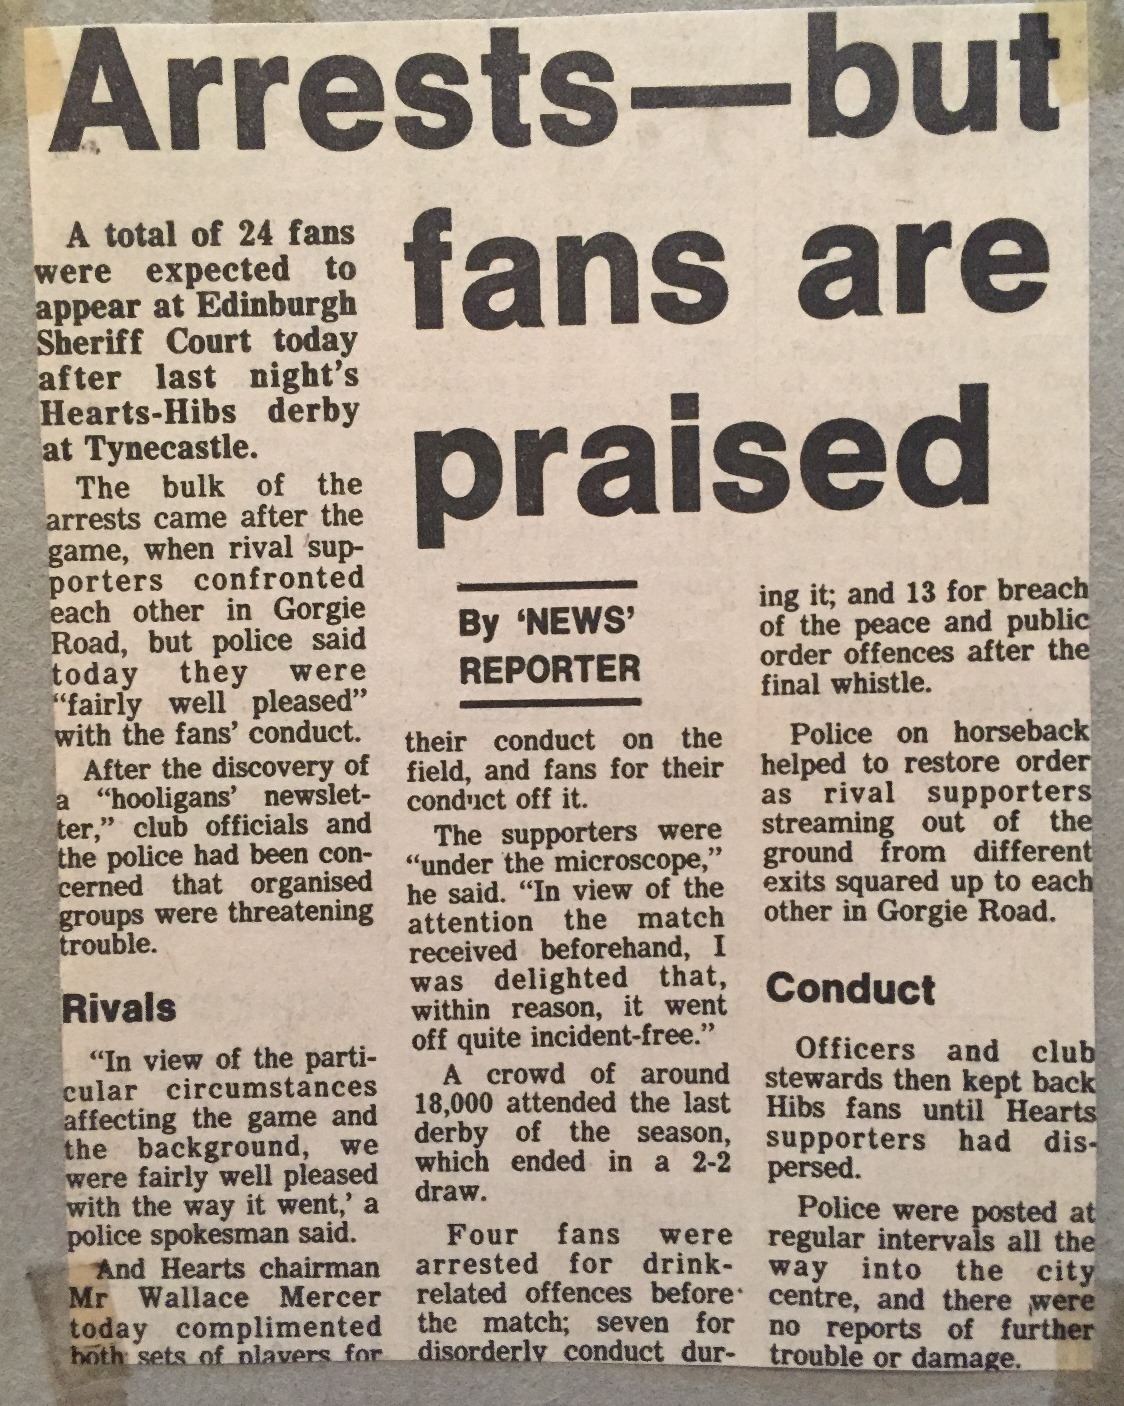 Arrests—but
fans are
praised
A total of 24 fans
were expected to
appear at Edinburgh
Sheriff Court today
after last night's
Hearts-Hibs derby
at Tynecastle.
The bulk of the
arrests came after the
game, when rival sup-
porters confronted
each other in Gorgie
Road, but police said
today they were
“fairly well pleased”
with the fans’ conduct.
After the discovery of
a “hooligans’ newslet-
ter,” club officials and
the police had been con-
cerned that organised
groups were threatening
trouble.
Rivals
“In view of the parti-
cular circumstances
affecting the game and
the background, we
were fairly well pleased
with the way it went,’ a
police spokesman said.
And Hearts chairman
Mr Wallace Mercer
today complimented
both sets of players for
By ‘NEWS’
REPORTER
their conduct on the
field, and fans for their
conduct off it.
The supporters were
“under the microscope,”
he said. “In view of the
attention the match
received beforehand, I
was delighted that,
within reason, it went
off quite incident-free.”
A crowd of around
18,000 attended the last
derby of the season,
which ended in a 2-2
draw.
Four fans were
arrested for drink-
related offences before
the match; seven for
disorderly conduct dur-
ing it; and 13 for breach
of the peace and public
order offences after the
final whistle.
Police on horseback
helped to restore order
as rival supporters
streaming out of the
ground from different
exits squared up to each
other in Gorgie Road.
Conduct
Officers and club
stewards then kept back
Hibs fans until Hearts
supporters had dis-
persed.
Police were posted at
regular intervals all the
way into the city
centre, and there were
no reports of further
trouble or damage.